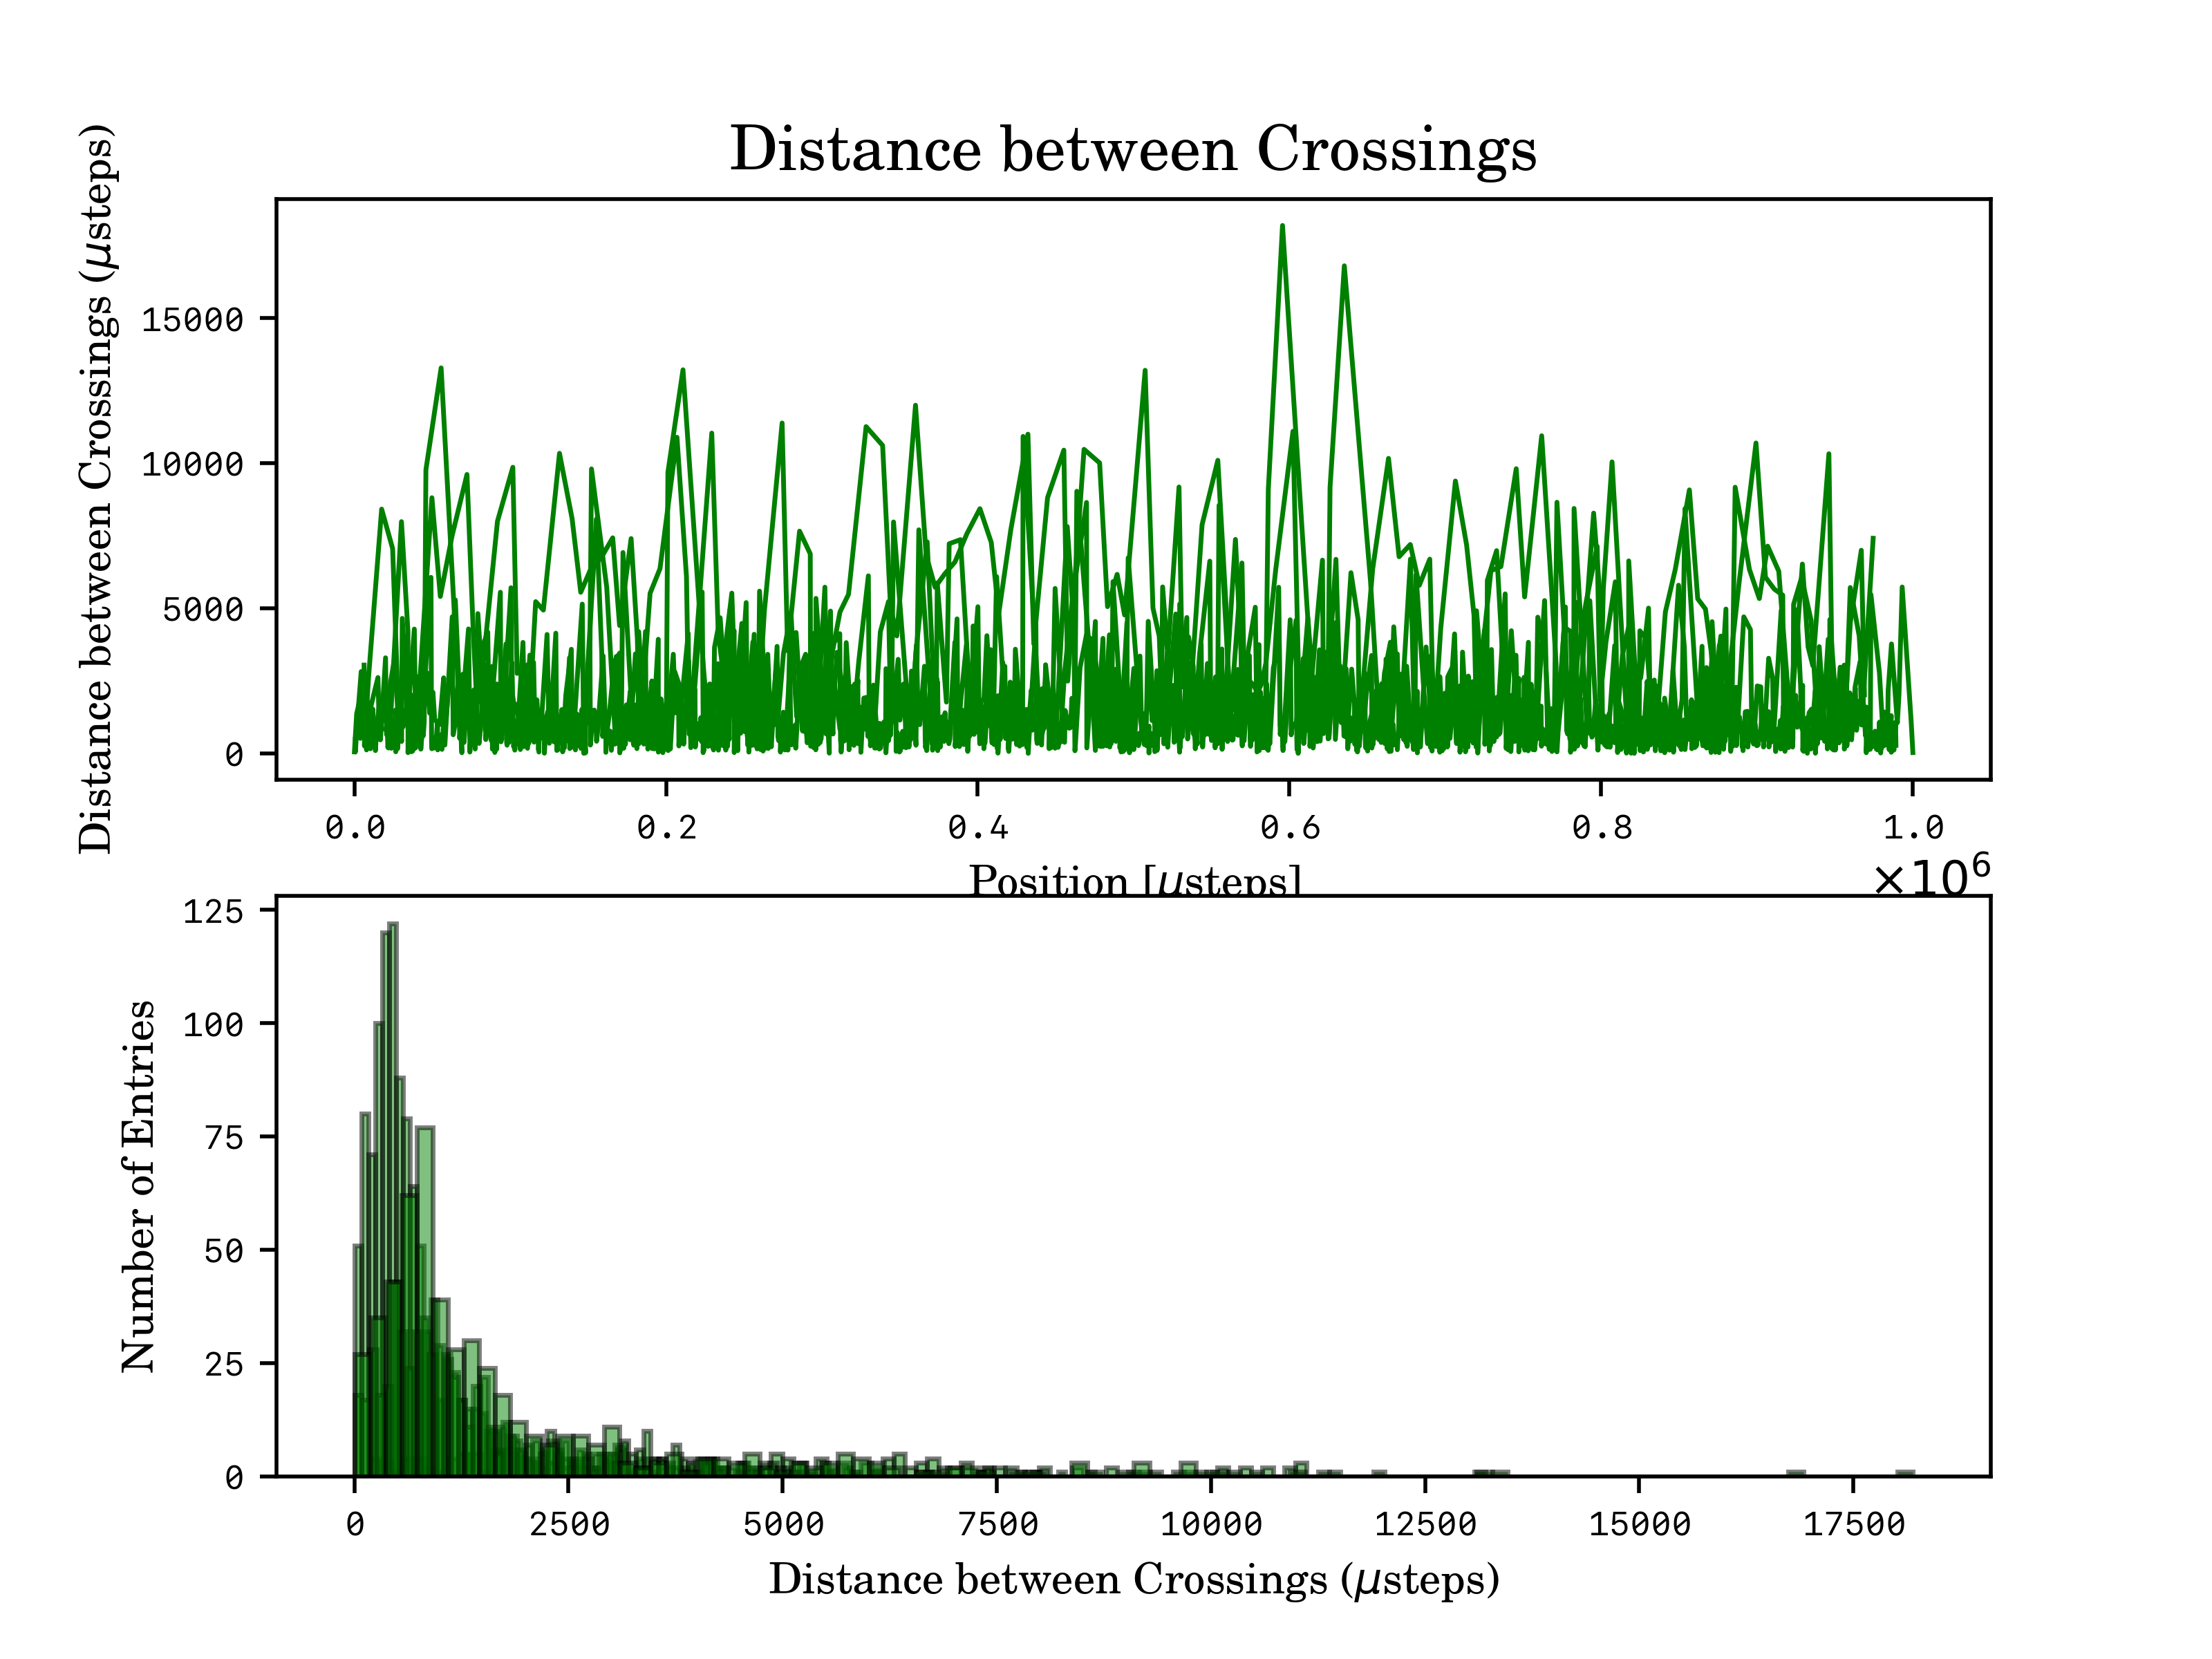 Distance between Crossings
Distance between Crossings (μsteps)
15000
10000
5000
0
0.0 0.2 0.4 0.6 0.8 1.0
Position [μsteps]
×10⁶
Number of Entries
125
100
75
50
25
0
0 2500 5000 7500 10000 12500 15000 17500
Distance between Crossings (μsteps)